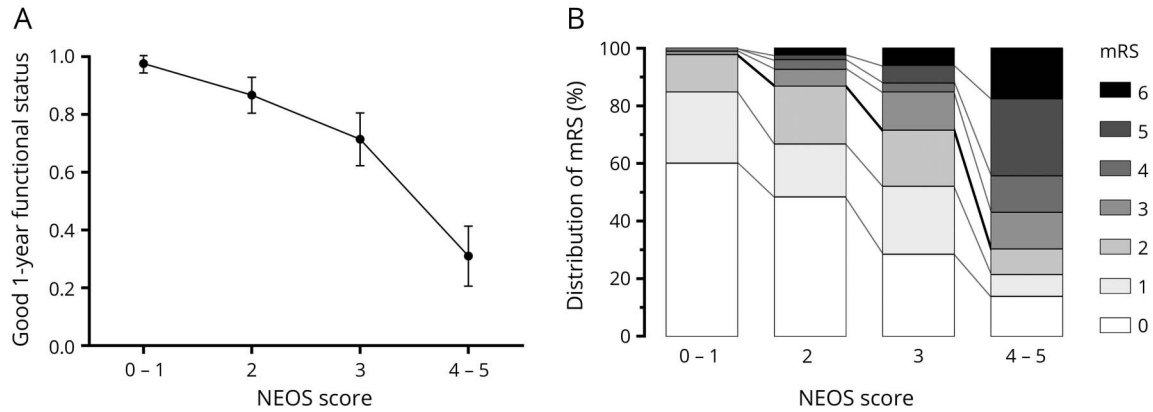 A
Good 1-year functional status
1.0
0.8
0.6
0.4
0.2
0.0
0 – 1
2
3
4 – 5
NEOS score
B
Distribution of mRS (%)
100
80
60
40
20
0
0 – 1
2
3
4 – 5
NEOS score
mRS
6
5
4
3
2
1
0